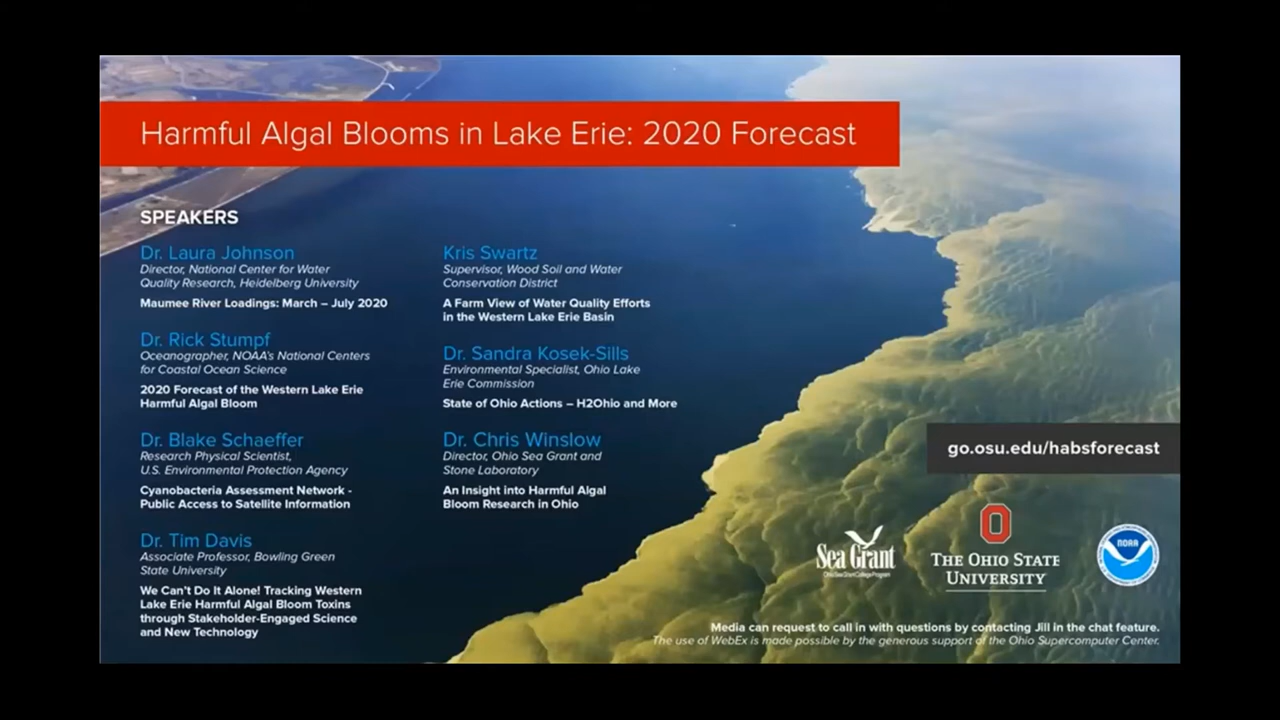 Harmful Algal Blooms in Lake Erie: 2020 Forecast
SPEAKERS
Dr. Laura Johnson
Director, National Center for Water
Quality Research, Heidelberg University
Maumee River Loadings: March – July 2020
Dr. Rick Stumpf
Oceanographer, NOAA's National Centers
for Coastal Ocean Science
2020 Forecast of the Western Lake Erie
Harmful Algal Bloom
Dr. Blake Schaeffer
Research Physical Scientist,
U.S. Environmental Protection Agency
Cyanobacteria Assessment Network -
Public Access to Satellite Information
Dr. Tim Davis
Associate Professor, Bowling Green
State University
We Can't Do It Alone! Tracking Western
Lake Erie Harmful Algal Bloom Toxins
through Stakeholder-Engaged Science
and New Technology
Kris Swartz
Supervisor, Wood Soil and Water
Conservation District
A Farm View of Water Quality Efforts
in the Western Lake Erie Basin
Dr. Sandra Kosek-Sills
Environmental Specialist, Ohio Lake
Erie Commission
State of Ohio Actions – H2Ohio and More
Dr. Chris Winslow
Director, Ohio Sea Grant and
Stone Laboratory
An Insight into Harmful Algal
Bloom Research in Ohio
go.osu.edu/habsforecast
Sea Grant
Ohio Sea Grant College Program
O
THE OHIO STATE
UNIVERSITY
NOAA
Media can request to call in with questions by contacting Jill in the chat feature.
The use of WebEx is made possible by the generous support of the Ohio Supercomputer Center.